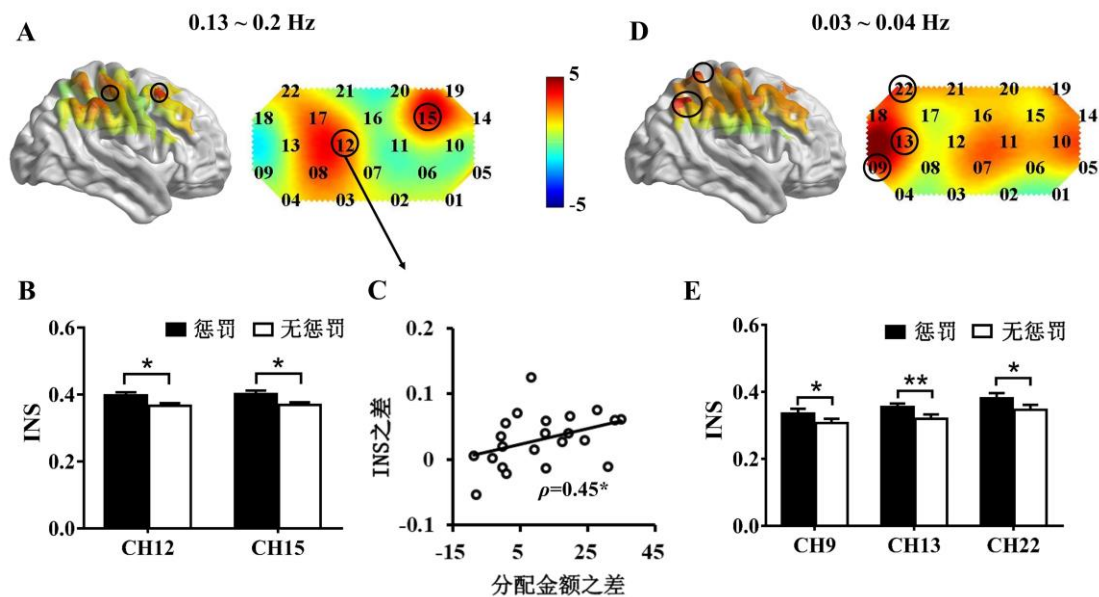 A
0.13 ~ 0.2 Hz
22 21 20 19
18 17 16 15 14
13 12 11 10
09 08 07 06 05
04 03 02 01
5
-5
D
0.03 ~ 0.04 Hz
22 21 20 19
18 17 16 15 14
13 12 11 10
09 08 07 06 05
04 03 02 01
B
惩罚 无惩罚
INS
0.6
0.4
0.2
0.0
* *
CH12 CH15
C
INS之差
0.2
0.1
0
-0.1
ρ=0.45*
-15 5 25 45
分配金额之差
E
惩罚 无惩罚
INS
0.6
0.4
0.2
0.0
* ** *
CH9 CH13 CH22